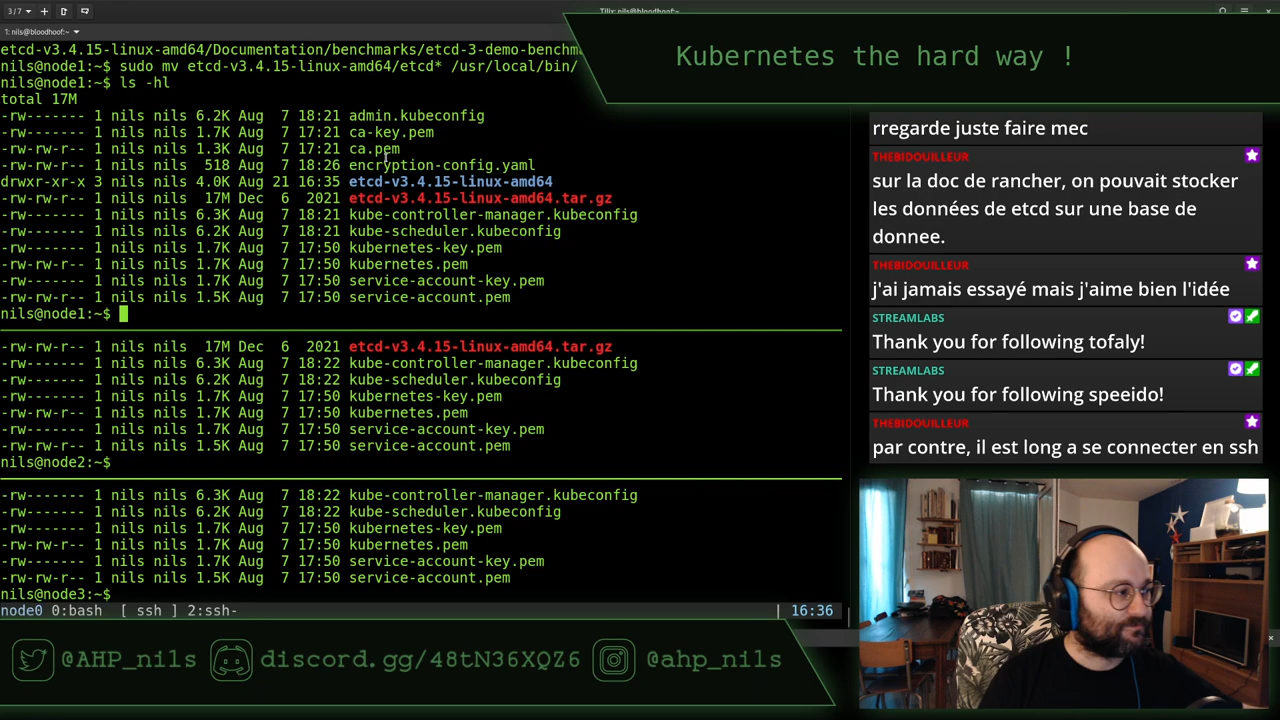 3/7
Tilix: nils@bloodhoof:~
1: nils@bloodhoof:~
etcd-v3.4.15-linux-amd64/Documentation/benchmarks/etcd-3-demo-benchm
nils@node1:~$ sudo mv etcd-v3.4.15-linux-amd64/etcd* /usr/local/bin/
nils@node1:~$ ls -hl
total 17M
-rw------- 1 nils nils 6.2K Aug  7 18:21 admin.kubeconfig
-rw------- 1 nils nils 1.7K Aug  7 17:21 ca-key.pem
-rw-rw-r-- 1 nils nils 1.3K Aug  7 17:21 ca.pem
-rw-rw-r-- 1 nils nils  518 Aug  7 18:26 encryption-config.yaml
drwxr-xr-x 3 nils nils 4.0K Aug 21 16:35 etcd-v3.4.15-linux-amd64
-rw-rw-r-- 1 nils nils  17M Dec  6  2021 etcd-v3.4.15-linux-amd64.tar.gz
-rw------- 1 nils nils 6.3K Aug  7 18:21 kube-controller-manager.kubeconfig
-rw------- 1 nils nils 6.2K Aug  7 18:21 kube-scheduler.kubeconfig
-rw------- 1 nils nils 1.7K Aug  7 17:50 kubernetes-key.pem
-rw-rw-r-- 1 nils nils 1.7K Aug  7 17:50 kubernetes.pem
-rw------- 1 nils nils 1.7K Aug  7 17:50 service-account-key.pem
-rw-rw-r-- 1 nils nils 1.5K Aug  7 17:50 service-account.pem
nils@node1:~$
-rw-rw-r-- 1 nils nils  17M Dec  6  2021 etcd-v3.4.15-linux-amd64.tar.gz
-rw------- 1 nils nils 6.3K Aug  7 18:22 kube-controller-manager.kubeconfig
-rw------- 1 nils nils 6.2K Aug  7 18:22 kube-scheduler.kubeconfig
-rw------- 1 nils nils 1.7K Aug  7 17:50 kubernetes-key.pem
-rw-rw-r-- 1 nils nils 1.7K Aug  7 17:50 kubernetes.pem
-rw------- 1 nils nils 1.7K Aug  7 17:50 service-account-key.pem
-rw-rw-r-- 1 nils nils 1.5K Aug  7 17:50 service-account.pem
nils@node2:~$
-rw------- 1 nils nils 6.3K Aug  7 18:22 kube-controller-manager.kubeconfig
-rw------- 1 nils nils 6.2K Aug  7 18:22 kube-scheduler.kubeconfig
-rw------- 1 nils nils 1.7K Aug  7 17:50 kubernetes-key.pem
-rw-rw-r-- 1 nils nils 1.7K Aug  7 17:50 kubernetes.pem
-rw------- 1 nils nils 1.7K Aug  7 17:50 service-account-key.pem
-rw-rw-r-- 1 nils nils 1.5K Aug  7 17:50 service-account.pem
nils@node3:~$
node0 0:bash  [ ssh ] 2:ssh-
| 16:36
Kubernetes the hard way !
rregarde juste faire mec
THEBIDOUILLEUR
sur la doc de rancher, on pouvait stocker
les données de etcd sur une base de
donnee.
THEBIDOUILLEUR
j'ai jamais essayé mais j'aime bien l'idée
STREAMLABS
Thank you for following tofaly!
STREAMLABS
Thank you for following speeido!
THEBIDOUILLEUR
par contre, il est long a se connecter en ssh
@AHP_nils
discord.gg/48tN36XQZ6
@ahp_nils